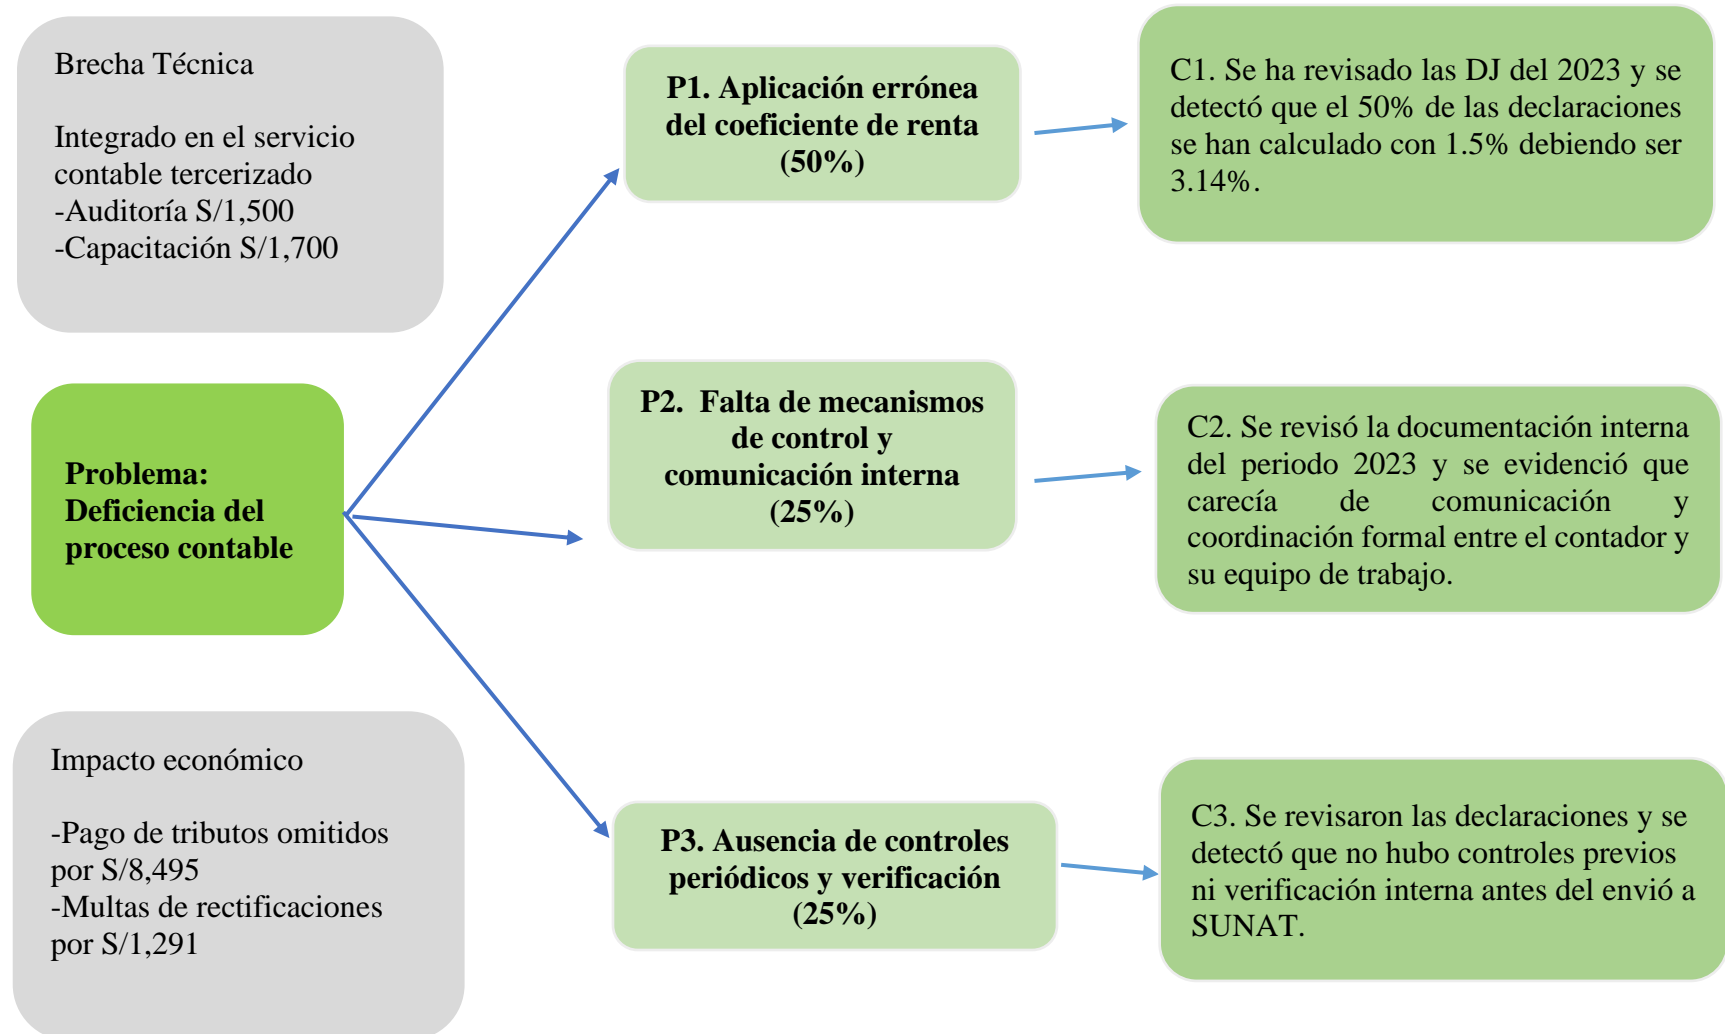 Brecha Técnica
Integrado en el servicio
contable tercerizado
-Auditoría S/1,500
-Capacitación S/1,700
Problema:
Deficiencia del
proceso contable
Impacto económico
-Pago de tributos omitidos
por S/8,495
-Multas de rectificaciones
por S/1,291
P1. Aplicación errónea
del coeficiente de renta
(50%)
C1. Se ha revisado las DJ del 2023 y se
detectó que el 50% de las declaraciones
se han calculado con 1.5% debiendo ser
3.14%.
P2. Falta de mecanismos
de control y
comunicación interna
(25%)
C2. Se revisó la documentación interna
del periodo 2023 y se evidenció que
carecía de comunicación y
coordinación formal entre el contador y
su equipo de trabajo.
P3. Ausencia de controles
periódicos y verificación
(25%)
C3. Se revisaron las declaraciones y se
detectó que no hubo controles previos
ni verificación interna antes del envió a
SUNAT.